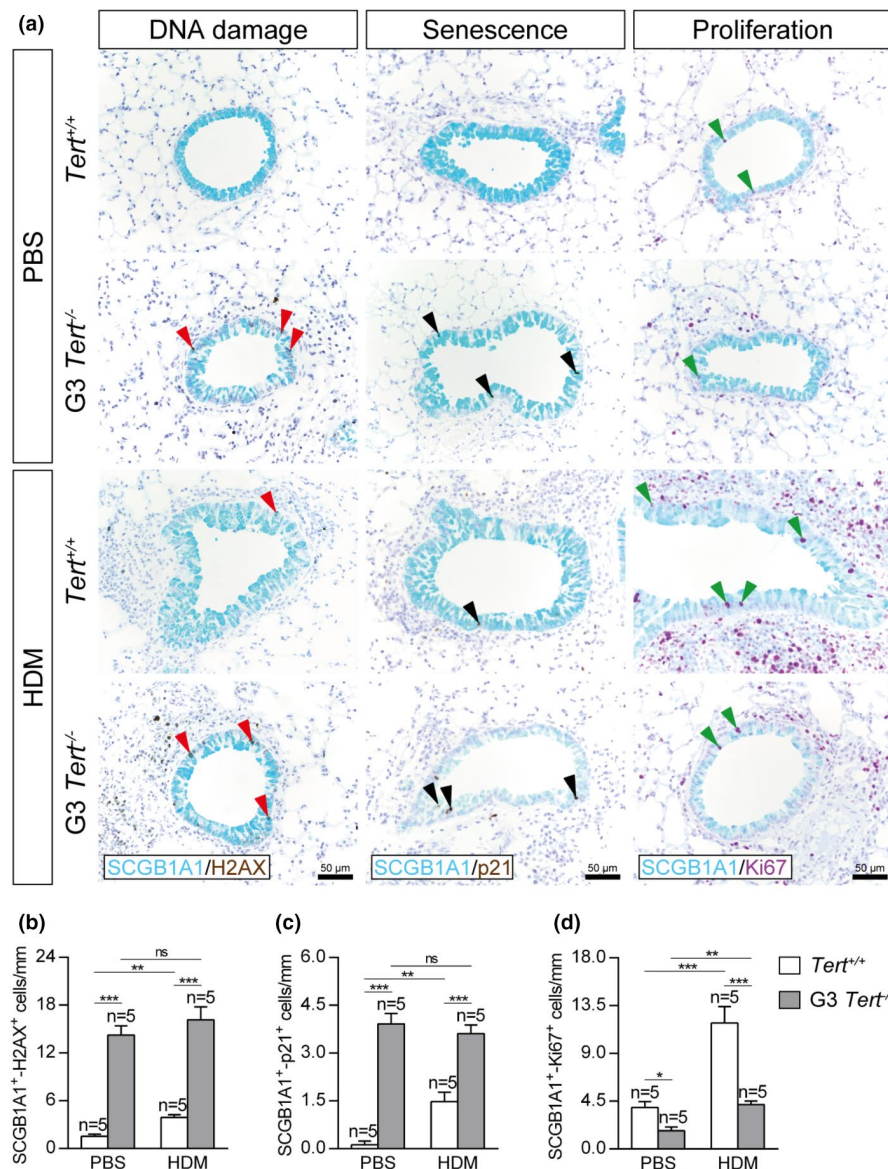 (a)
DNA damage
Senescence
Proliferation
PBS
Tert+/+
G3 Tert-/-
HDM
Tert+/+
G3 Tert-/-
SCGB1A1/H2AX
50 µm
SCGB1A1/p21
50 µm
SCGB1A1/Ki67
50 µm
(b)
SCGB1A1+-H2AX+ cells/mm
24
18
12
6
0
ns
**
***
***
n=5
n=5
n=5
n=5
PBS
HDM
(c)
SCGB1A1+-p21+ cells/mm
6.0
4.5
3.0
1.5
0.0
ns
**
***
***
n=5
n=5
n=5
n=5
PBS
HDM
(d)
SCGB1A1+-Ki67+ cells/mm
18.0
13.5
9.0
4.5
0.0
**
***
***
*
n=5
n=5
n=5
n=5
PBS
HDM
Tert+/+
G3 Tert-/